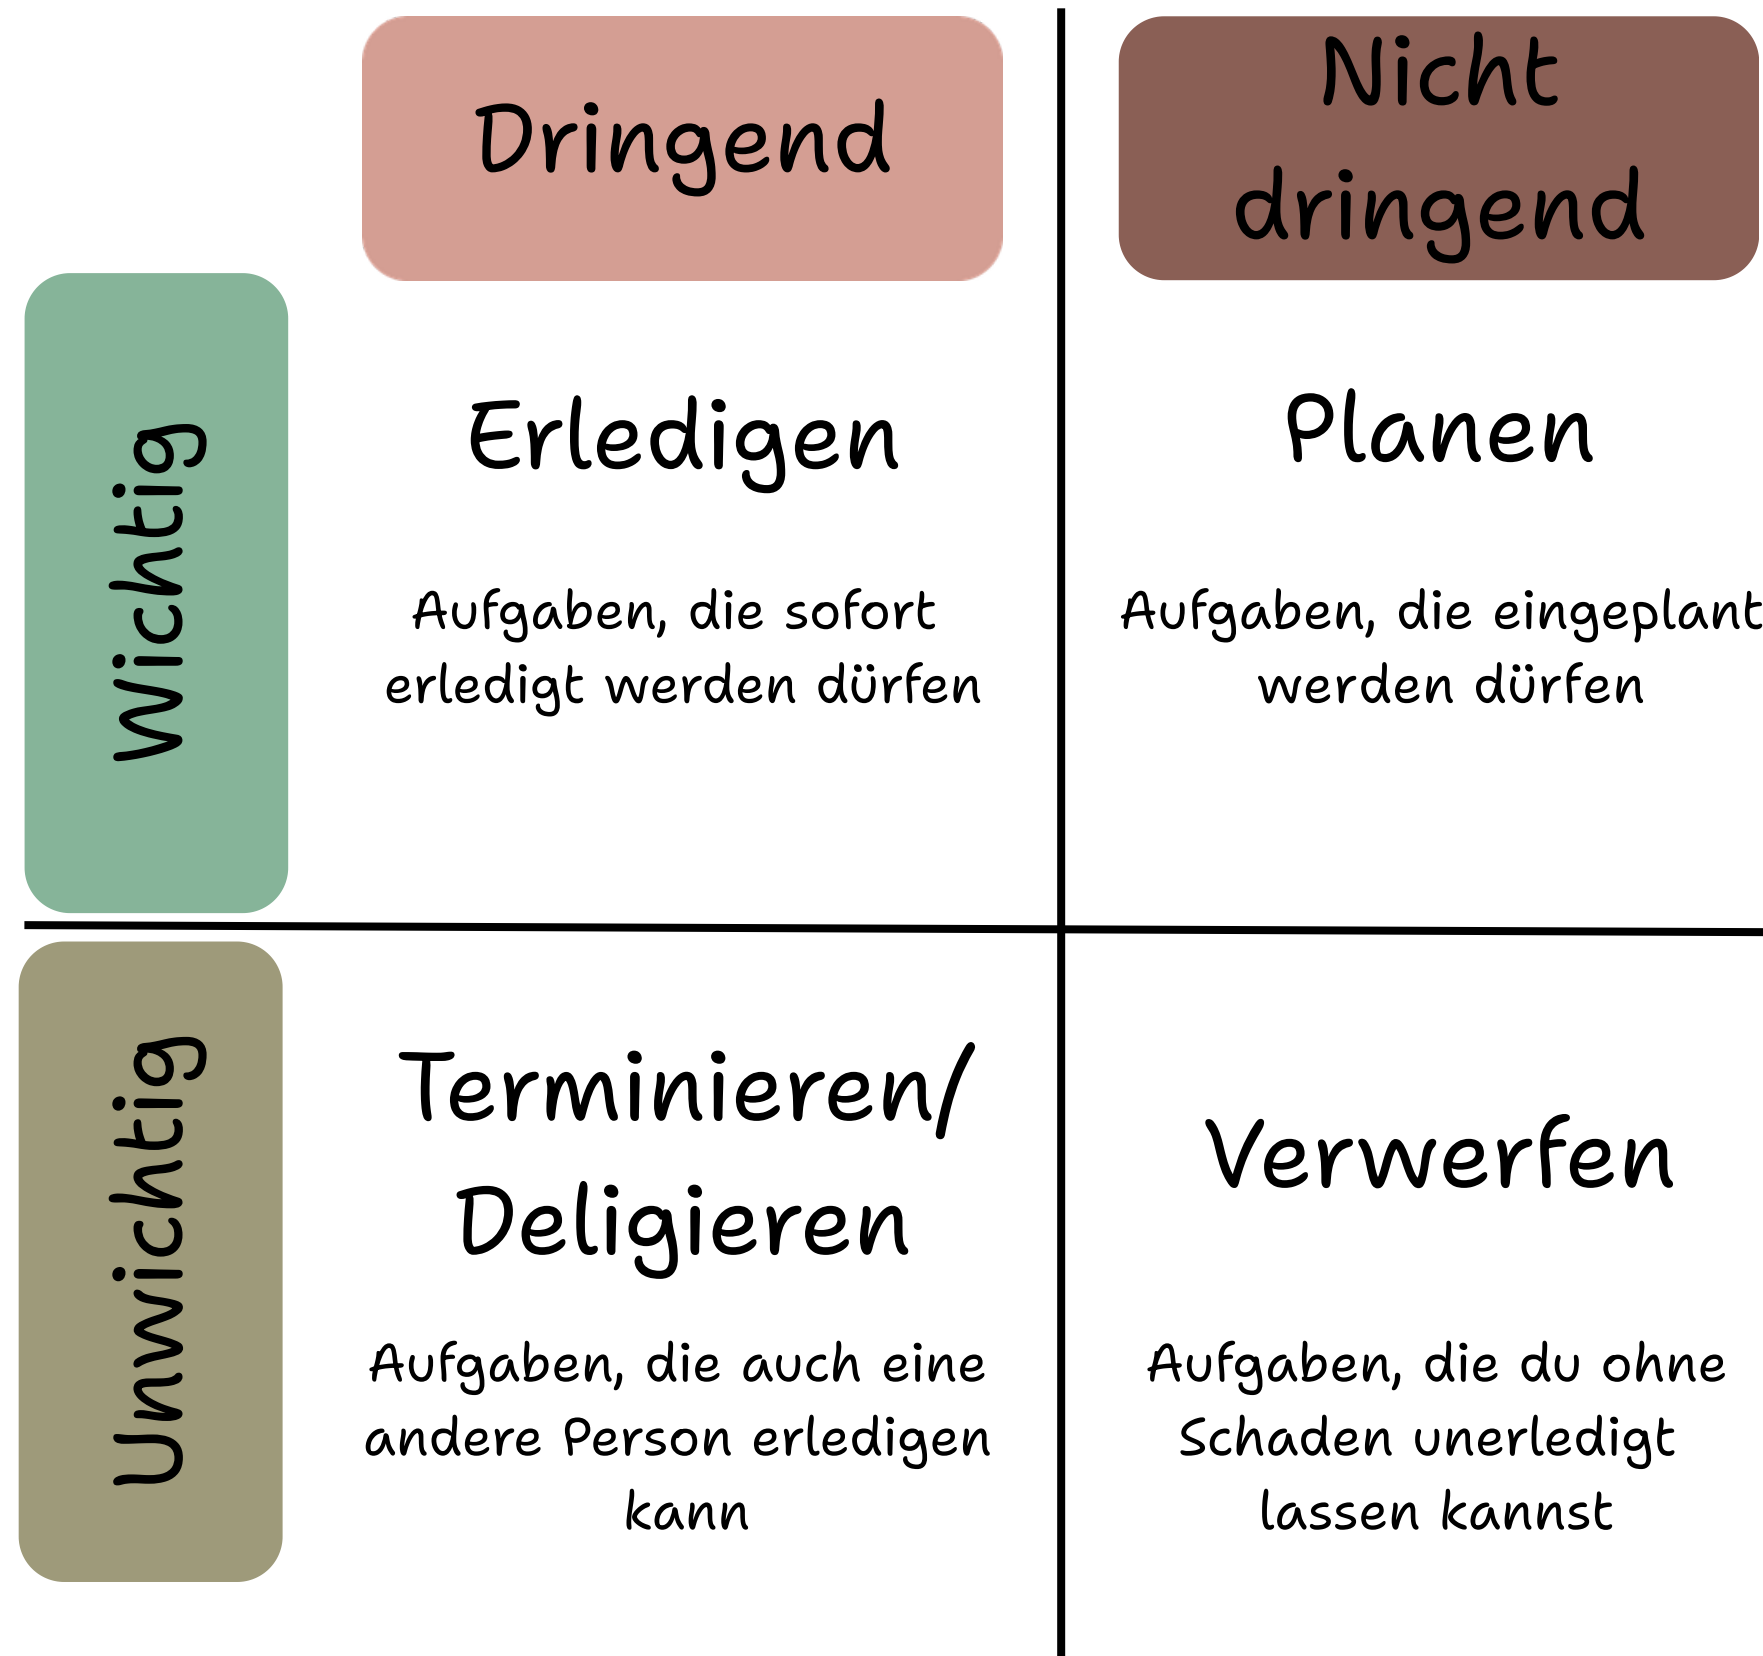 Dringend
Nicht
dringend
Wichtig
Erledigen
Aufgaben, die sofort
erledigt werden dürfen
Planen
Aufgaben, die eingeplant
werden dürfen
Unwichtig
Terminieren/
Deligieren
Aufgaben, die auch eine
andere Person erledigen
kann
Verwerfen
Aufgaben, die du ohne
Schaden unerledigt
lassen kannst